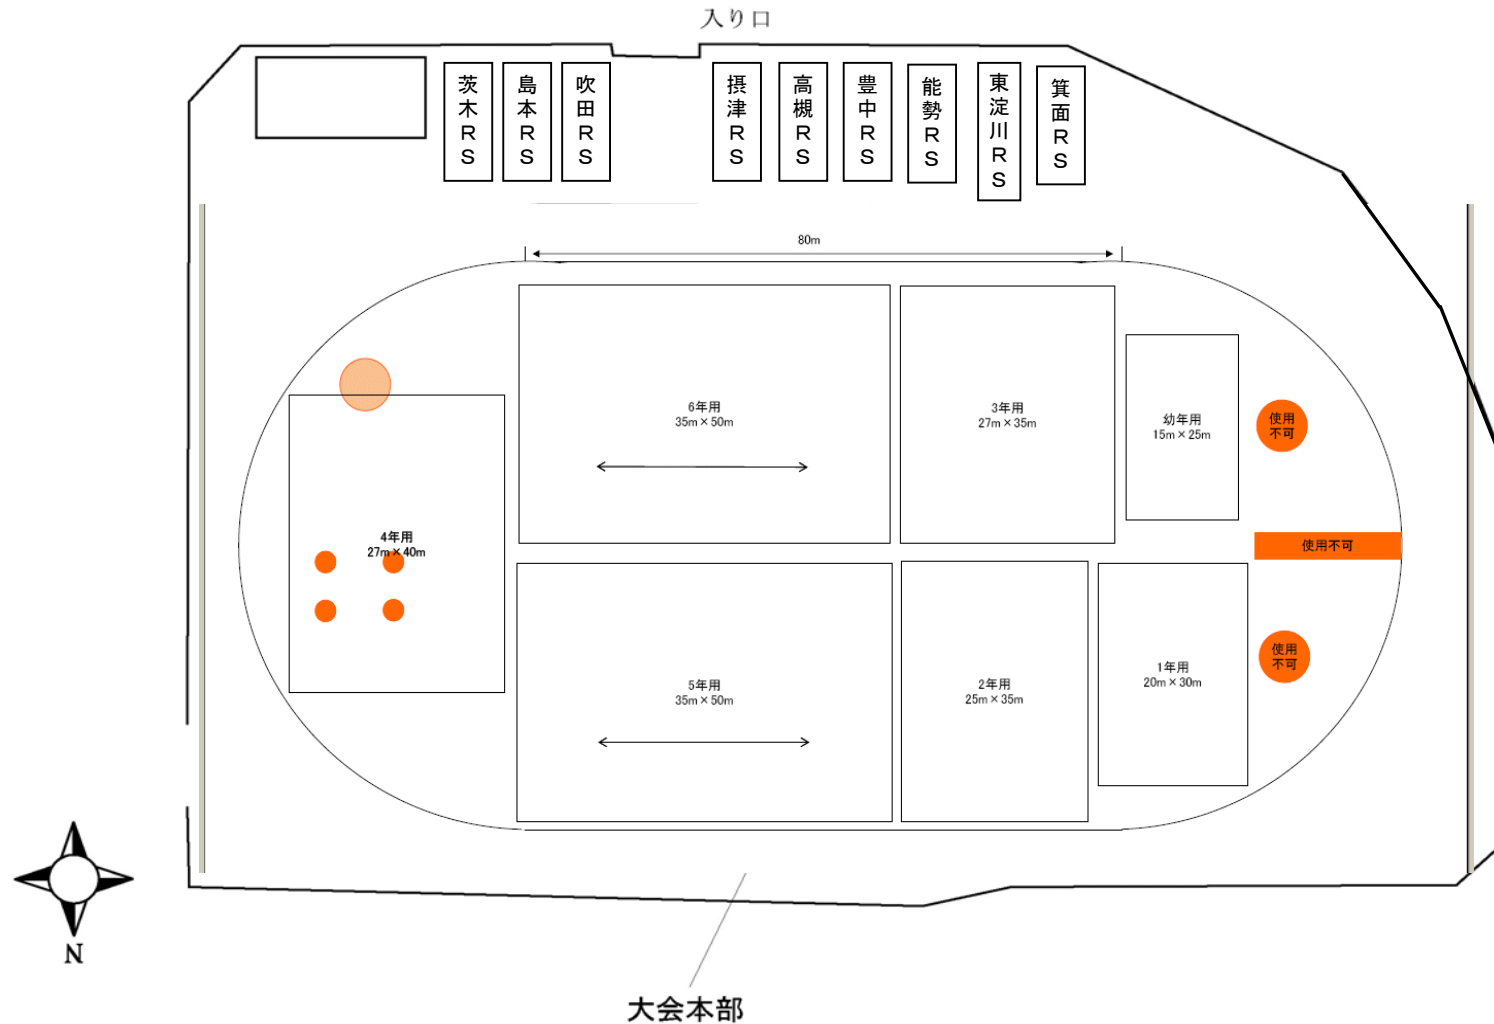 入り口
茨木RS
島本RS
吹田RS
摂津RS
高槻RS
豊中RS
能勢RS
東淀川RS
箕面RS
80m
6年用
35m×50m
3年用
27m×35m
幼年用
15m×25m
使用
不可
4年用
27m×40m
使用不可
5年用
35m×50m
2年用
25m×35m
1年用
20m×30m
使用
不可
N
大会本部